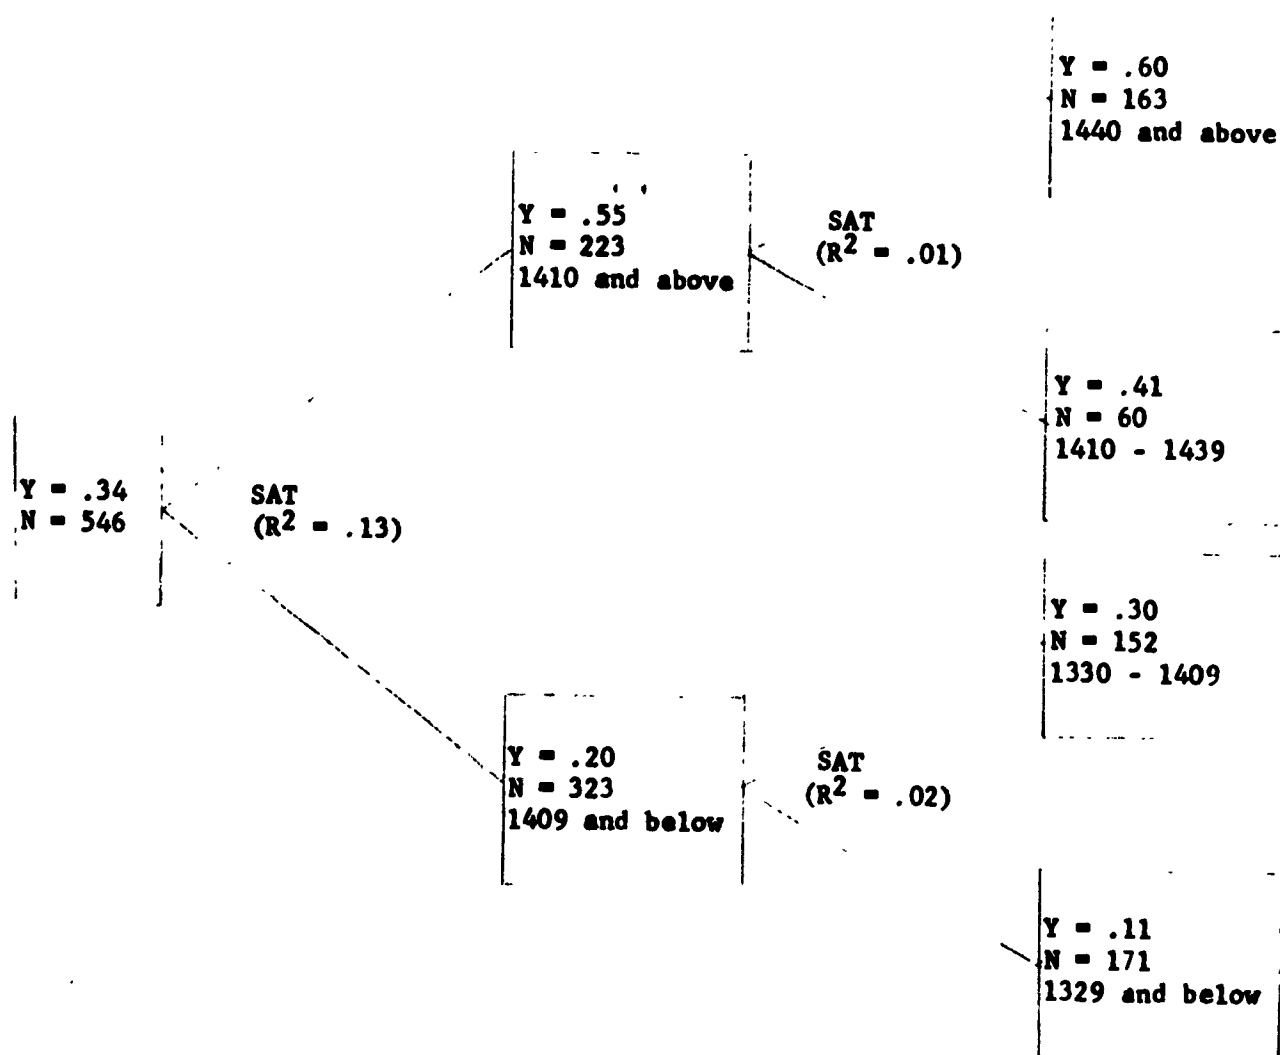 Y = .60
N = 163
1440 and above
Y = .55
N = 223
1410 and above
SAT
(R² = .01)
Y = .41
N = 60
1410 - 1439
Y = .34
N = 546
SAT
(R² = .13)
Y = .30
N = 152
1330 - 1409
Y = .20
N = 323
1409 and below
SAT
(R² = .02)
Y = .11
N = 171
1329 and below